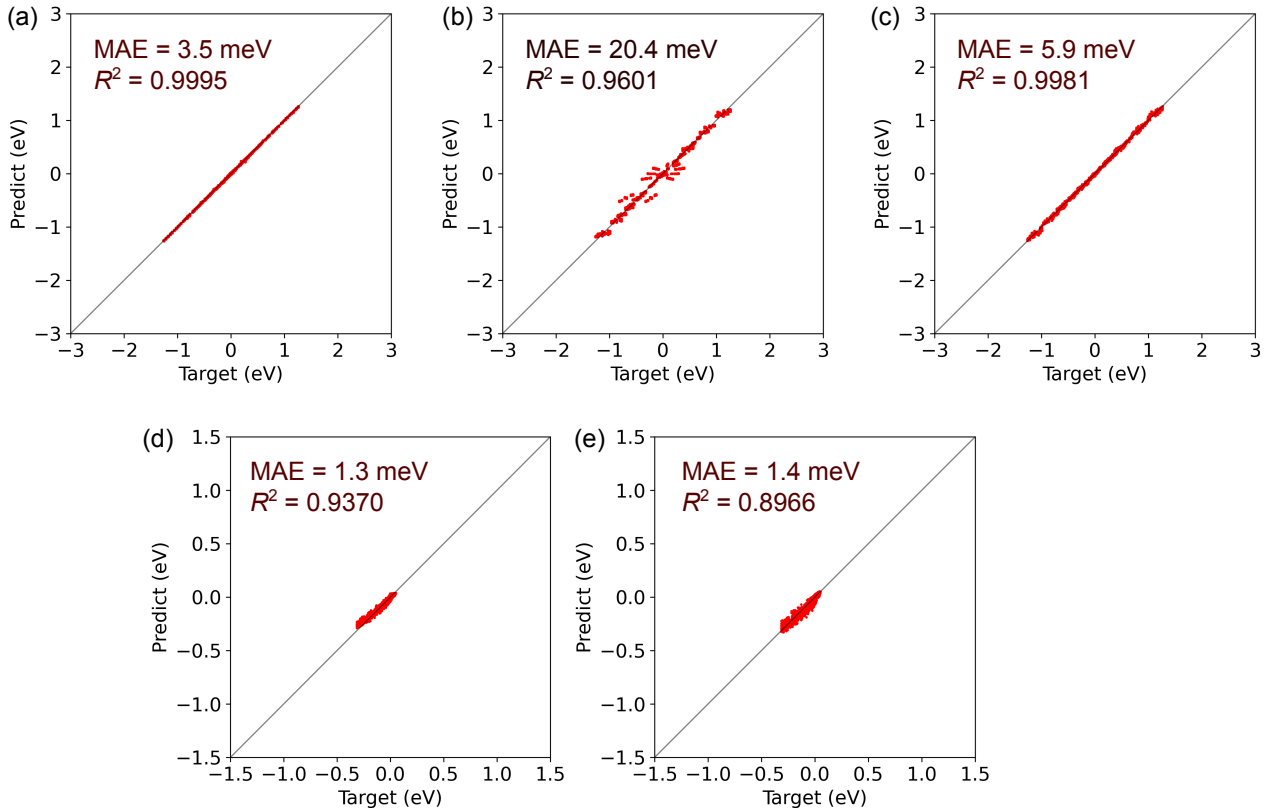 (a)
MAE = 3.5 meV
R² = 0.9995
3
2
1
0
−1
−2
−3
Predict (eV)
−3 −2 −1 0 1 2 3
Target (eV)
(b)
MAE = 20.4 meV
R² = 0.9601
3
2
1
0
−1
−2
−3
Predict (eV)
−3 −2 −1 0 1 2 3
Target (eV)
(c)
MAE = 5.9 meV
R² = 0.9981
3
2
1
0
−1
−2
−3
Predict (eV)
−3 −2 −1 0 1 2 3
Target (eV)
(d)
MAE = 1.3 meV
R² = 0.9370
1.5
1.0
0.5
0.0
−0.5
−1.0
−1.5
Predict (eV)
−1.5 −1.0 −0.5 0.0 0.5 1.0 1.5
Target (eV)
(e)
MAE = 1.4 meV
R² = 0.8966
1.5
1.0
0.5
0.0
−0.5
−1.0
−1.5
Predict (eV)
−1.5 −1.0 −0.5 0.0 0.5 1.0 1.5
Target (eV)